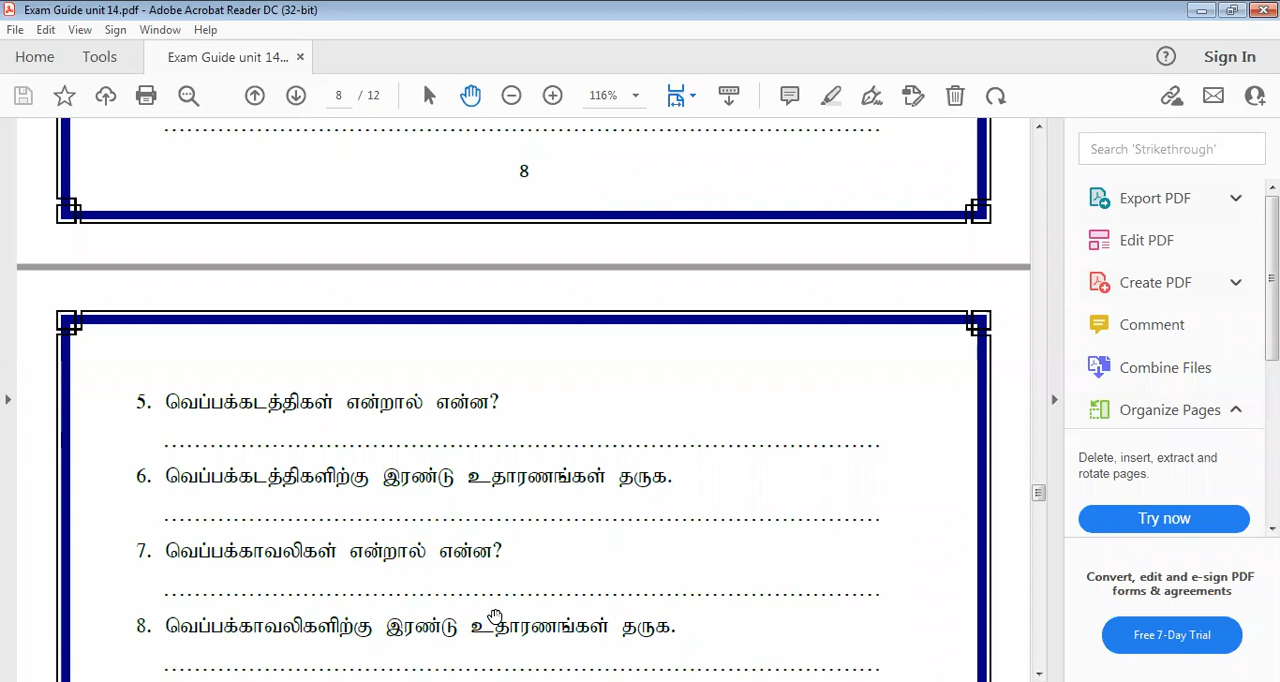 Exam Guide unit 14.pdf - Adobe Acrobat Reader DC (32-bit)
File Edit View Sign Window Help
Home Tools Exam Guide unit 14... × Sign In
8 / 12 116%
........................................................................
8
Search 'Strikethrough'
Export PDF
Edit PDF
Create PDF
Comment
Combine Files
Organize Pages
Delete, insert, extract and
rotate pages.
Try now
Convert, edit and e-sign PDF
forms & agreements
Free 7-Day Trial
5. வெப்பக்கடத்திகள் என்றால் என்ன?
........................................................................
6. வெப்பக்கடத்திகளிற்கு இரண்டு உதாரணங்கள் தருக.
........................................................................
7. வெப்பக்காவலிகள் என்றால் என்ன?
........................................................................
8. வெப்பக்காவலிகளிற்கு இரண்டு உதாரணங்கள் தருக.
........................................................................